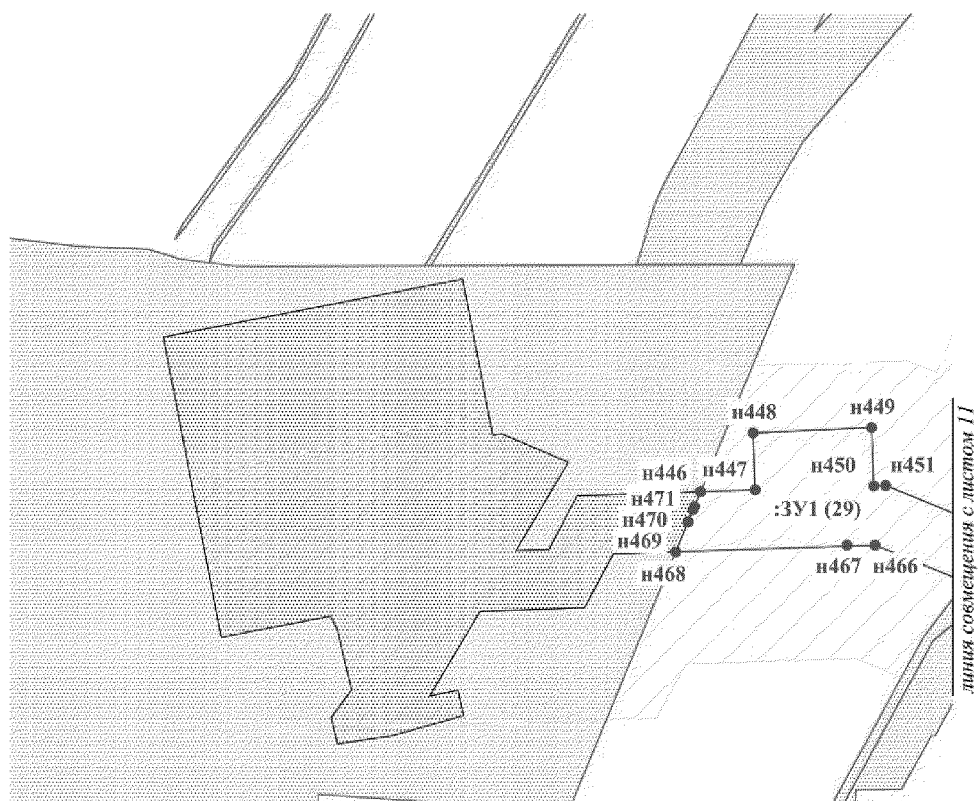 н448
н449
н446
н447
н450
н451
н471
н470
:ЗУ1 (29)
н469
н468
н467
н466
линия совмещения с листом 11